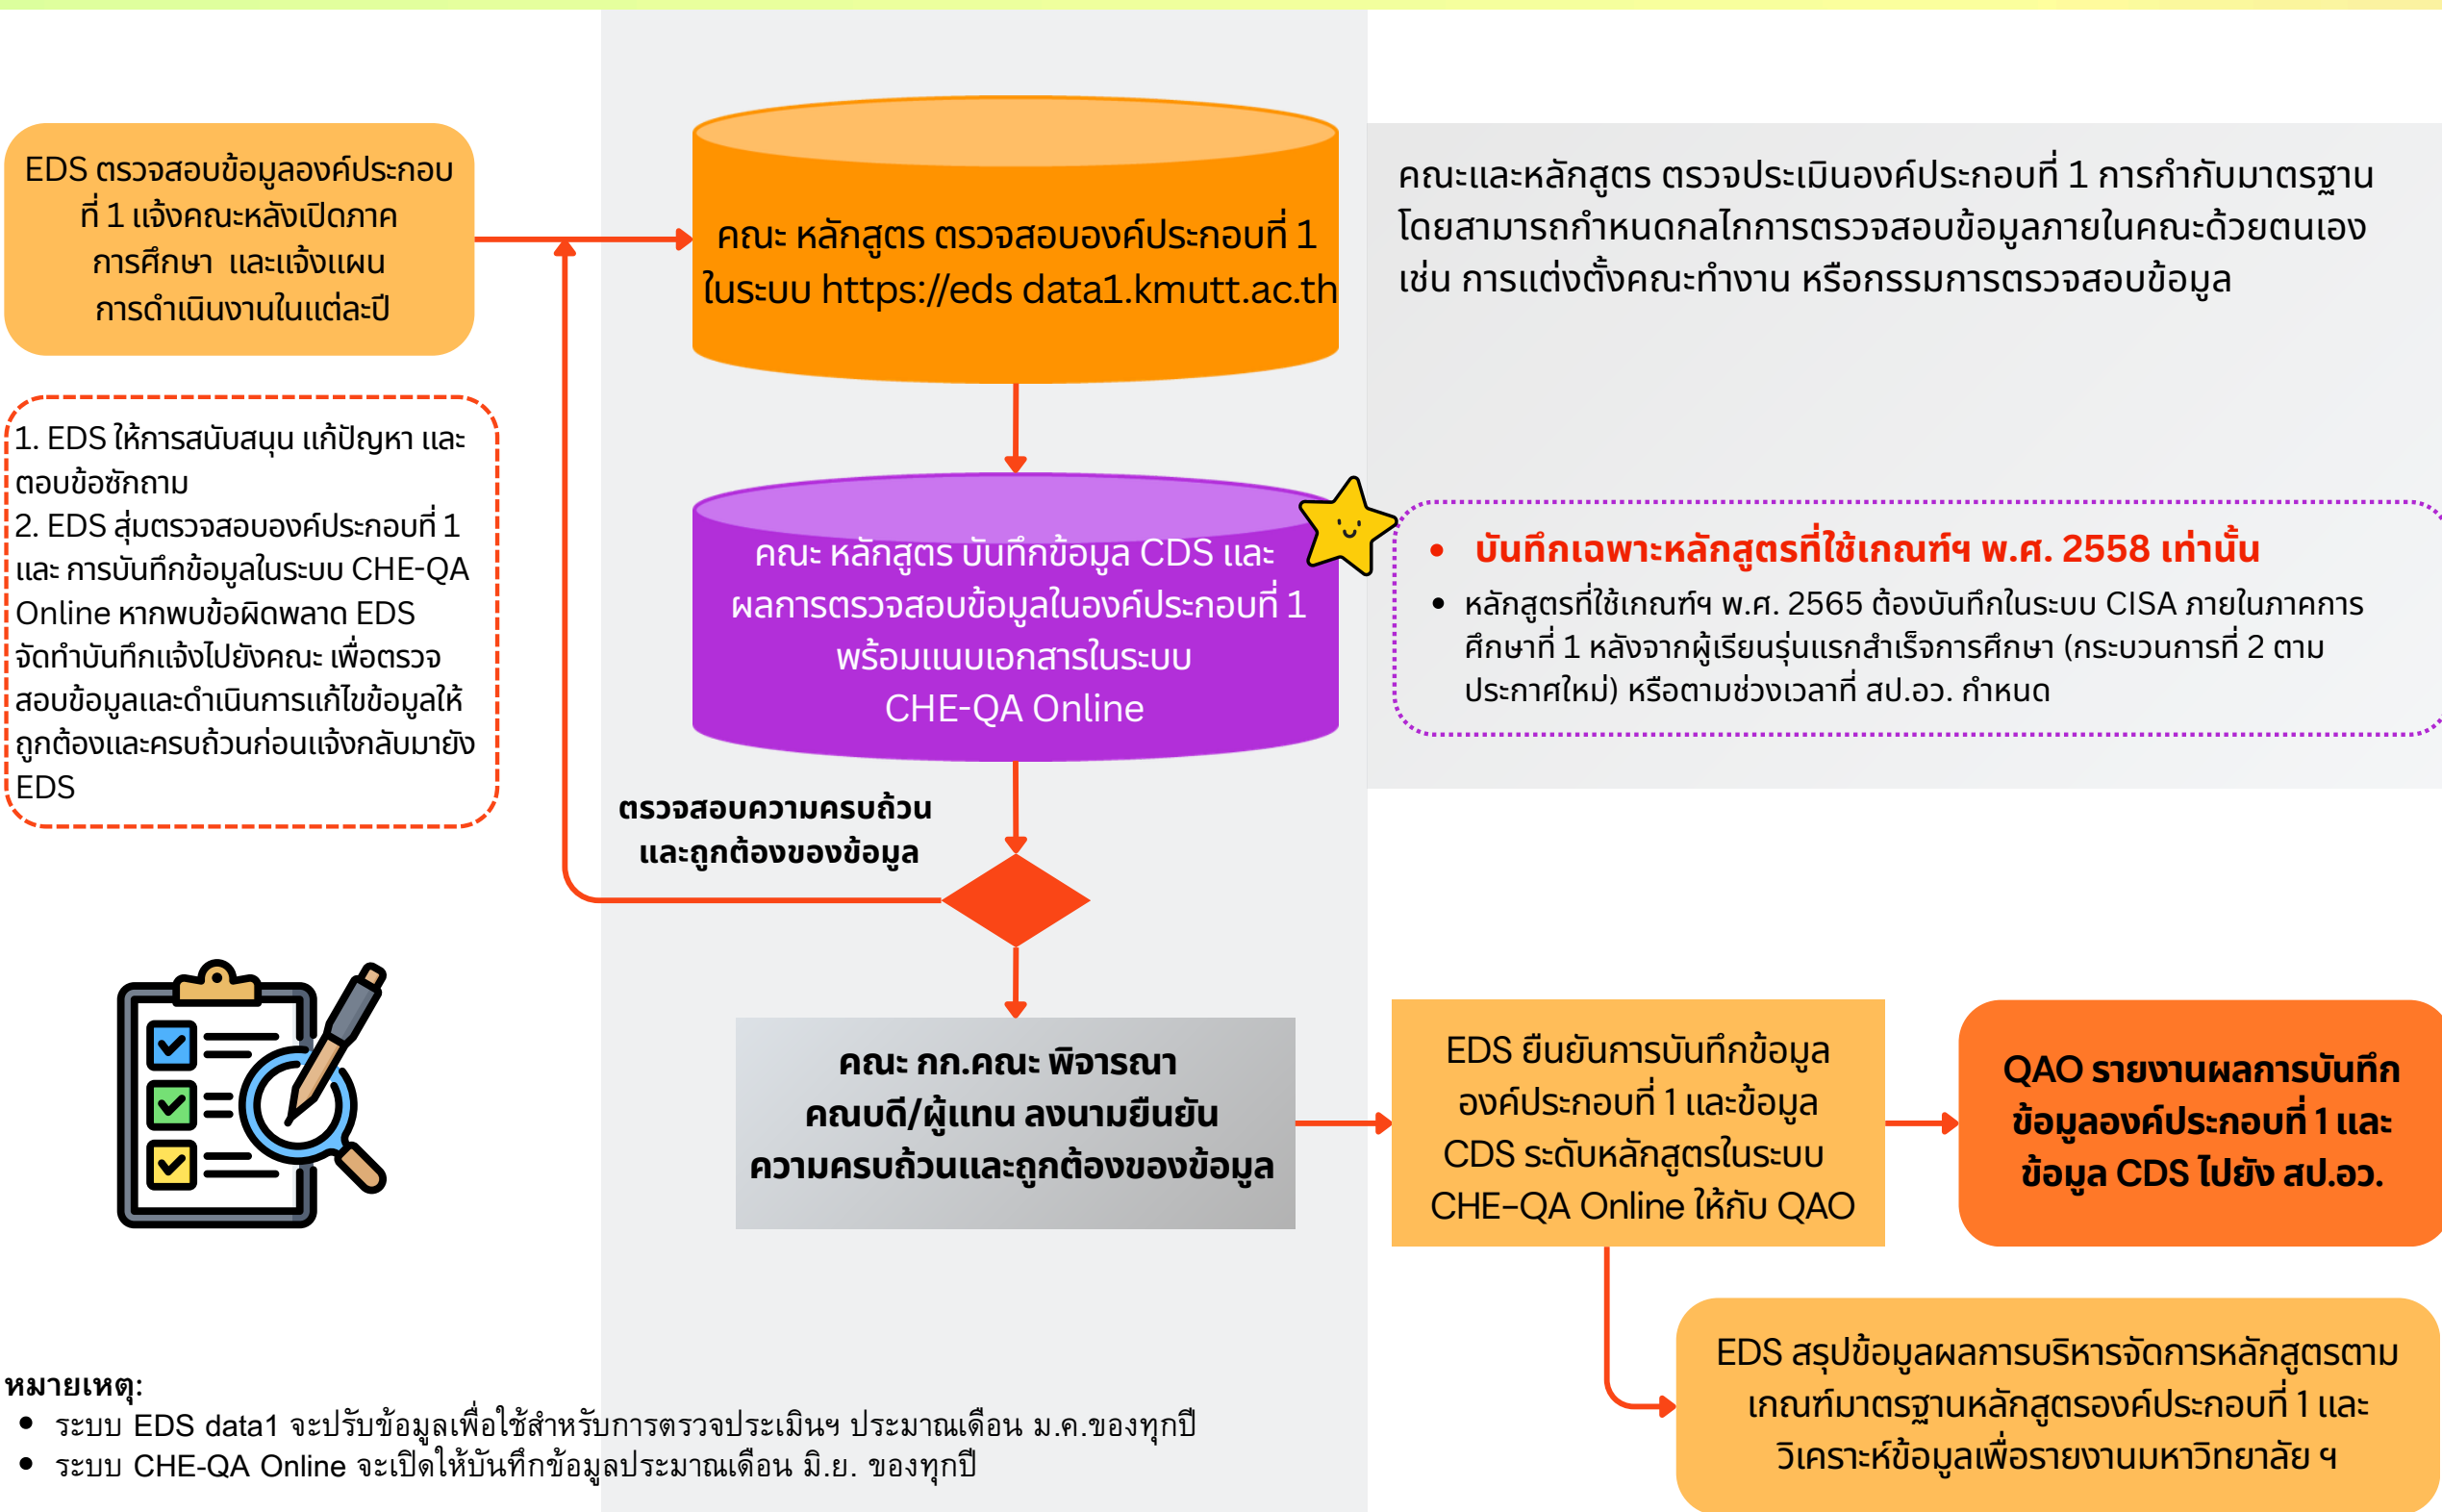 EDS ตรวจสอบข้อมูลองค์ประกอบ
ที่ 1 แจ้งคณะหลังเปิดภาค
การศึกษา และแจ้งแผน
การดำเนินงานในแต่ละปี
คณะ หลักสูตร ตรวจสอบองค์ประกอบที่ 1
ในระบบ https://eds data1.kmutt.ac.th
คณะและหลักสูตร ตรวจประเมินองค์ประกอบที่ 1 การกำกับมาตรฐาน
โดยสามารถกำหนดกลไกการตรวจสอบข้อมูลภายในคณะด้วยตนเอง
เช่น การแต่งตั้งคณะทำงาน หรือกรรมการตรวจสอบข้อมูล
1. EDS ให้การสนับสนุน แก้ปัญหา และ
ตอบข้อซักถาม
2. EDS สุ่มตรวจสอบองค์ประกอบที่ 1
และ การบันทึกข้อมูลในระบบ CHE-QA
Online หากพบข้อผิดพลาด EDS
จัดทำบันทึกแจ้งไปยังคณะ เพื่อตรวจ
สอบข้อมูลและดำเนินการแก้ไขข้อมูลให้
ถูกต้องและครบถ้วนก่อนแจ้งกลับมายัง
EDS
คณะ หลักสูตร บันทึกข้อมูล CDS และ
ผลการตรวจสอบข้อมูลในองค์ประกอบที่ 1
พร้อมแนบเอกสารในระบบ
CHE-QA Online
• บันทึกเฉพาะหลักสูตรที่ใช้เกณฑ์ฯ พ.ศ. 2558 เท่านั้น
• หลักสูตรที่ใช้เกณฑ์ฯ พ.ศ. 2565 ต้องบันทึกในระบบ CISA ภายในภาคการ
ศึกษาที่ 1 หลังจากผู้เรียนรุ่นแรกสำเร็จการศึกษา (กระบวนการที่ 2 ตาม
ประกาศใหม่) หรือตามช่วงเวลาที่ สป.อว. กำหนด
ตรวจสอบความครบถ้วน
และถูกต้องของข้อมูล
คณะ กก.คณะ พิจารณา
คณบดี/ผู้แทน ลงนามยืนยัน
ความครบถ้วนและถูกต้องของข้อมูล
EDS ยืนยันการบันทึกข้อมูล
องค์ประกอบที่ 1 และข้อมูล
CDS ระดับหลักสูตรในระบบ
CHE-QA Online ให้กับ QAO
QAO รายงานผลการบันทึก
ข้อมูลองค์ประกอบที่ 1 และ
ข้อมูล CDS ไปยัง สป.อว.
EDS สรุปข้อมูลผลการบริหารจัดการหลักสูตรตาม
เกณฑ์มาตรฐานหลักสูตรองค์ประกอบที่ 1 และ
วิเคราะห์ข้อมูลเพื่อรายงานมหาวิทยาลัย ฯ
หมายเหตุ:
• ระบบ EDS data1 จะปรับข้อมูลเพื่อใช้สำหรับการตรวจประเมินฯ ประมาณเดือน ม.ค.ของทุกปี
• ระบบ CHE-QA Online จะเปิดให้บันทึกข้อมูลประมาณเดือน มิ.ย. ของทุกปี